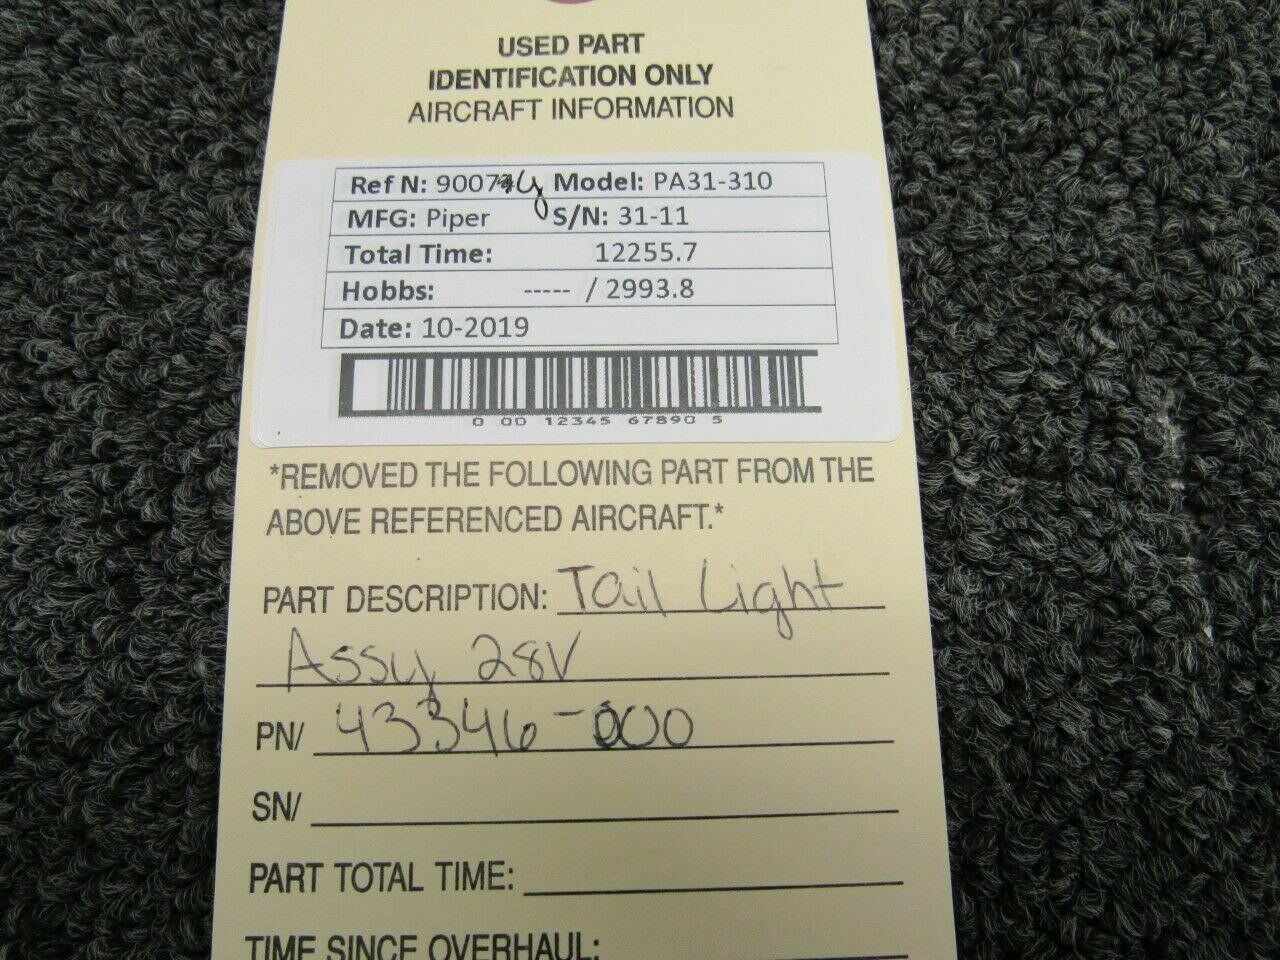 USED PART
IDENTIFICATION ONLY
AIRCRAFT INFORMATION
Ref N: Model: PA31-310
MFG: Piper S/N: 31-11
Total Time: 12255.7
Hobbs: ----- / 2993.8
Date: 10-2019
0 00 12345 67890 5
*REMOVED THE FOLLOWING PART FROM THE
ABOVE REFERENCED AIRCRAFT.*
PART DESCRIPTION: Tail Light
Assy 28V
PN/ 43346-000
SN/
PART TOTAL TIME:
TIME SINCE OVERHAUL: